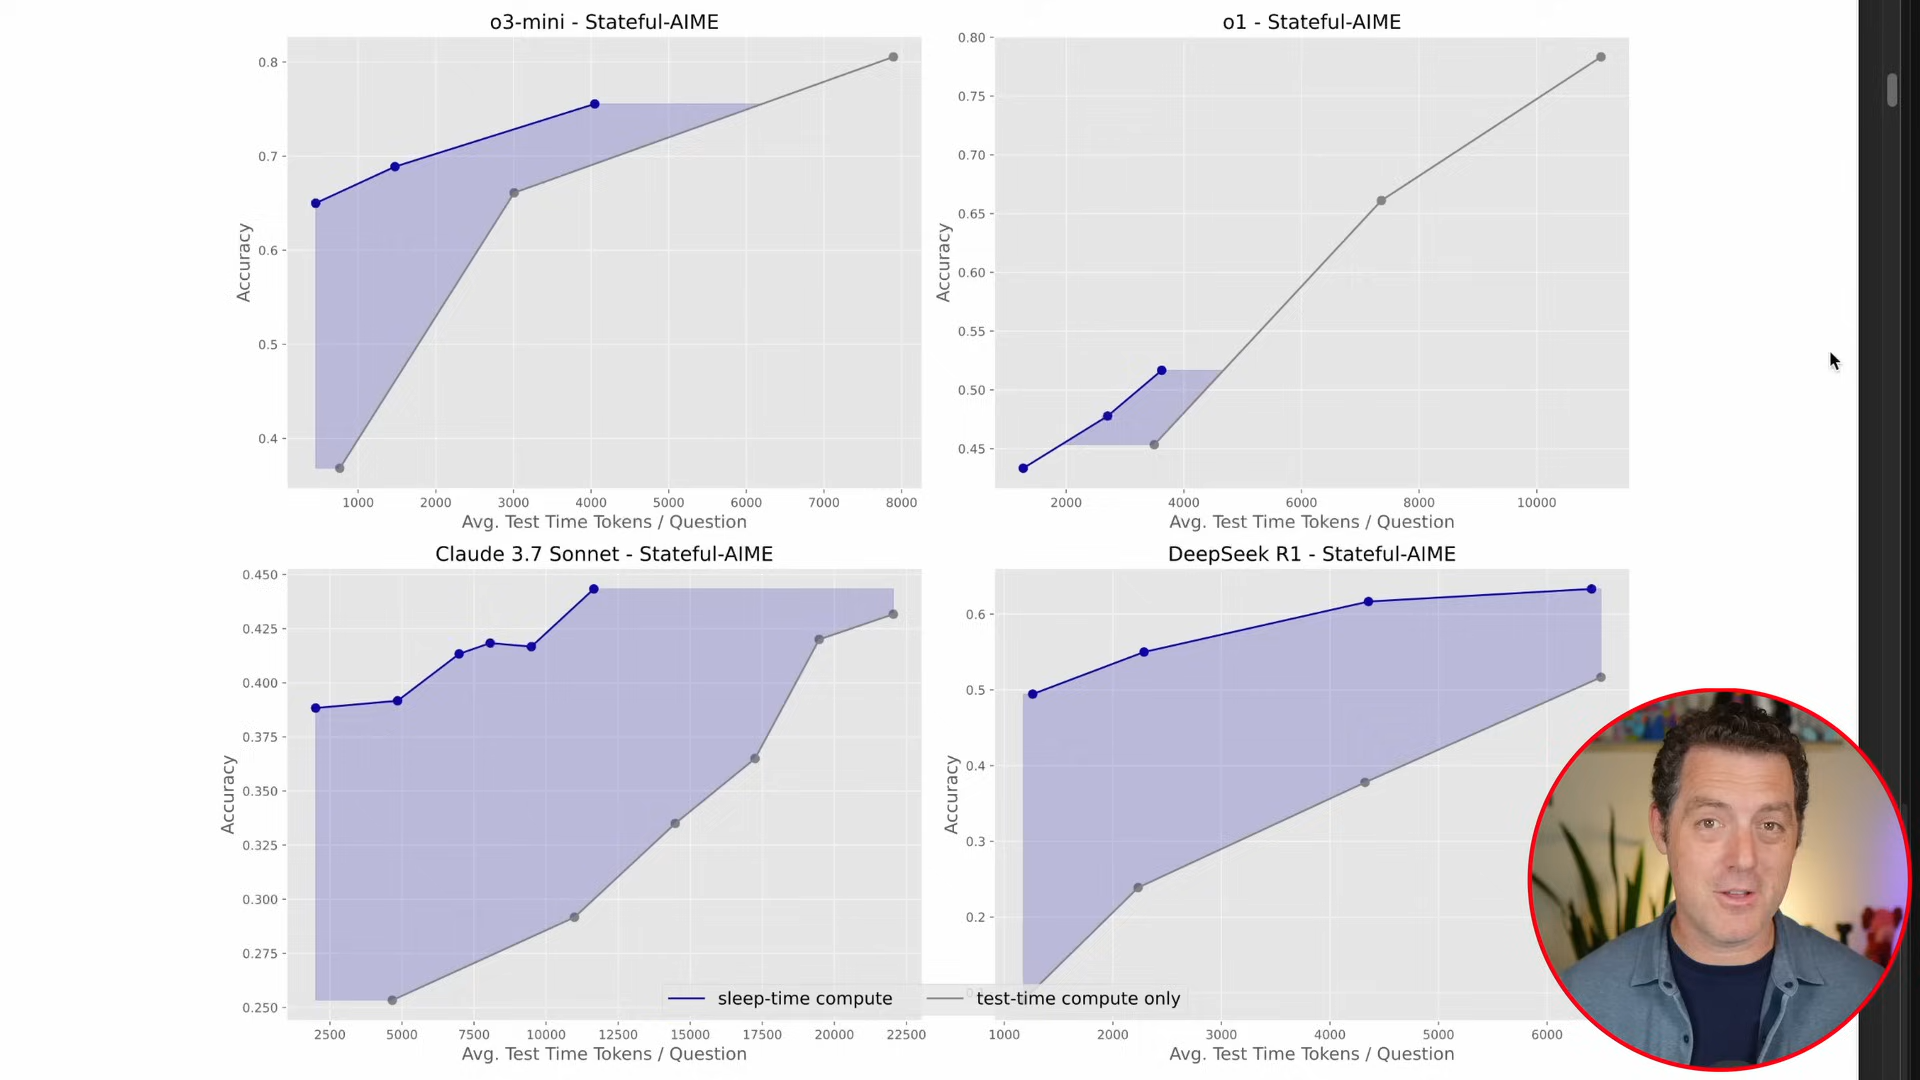 o3-mini - Stateful-AIME
0.8
0.7
0.6
0.5
0.4
Accuracy
1000 2000 3000 4000 5000 6000 7000 8000
Avg. Test Time Tokens / Question
o1 - Stateful-AIME
0.80
0.75
0.70
0.65
0.60
0.55
0.50
0.45
Accuracy
2000 4000 6000 8000 10000
Avg. Test Time Tokens / Question
Claude 3.7 Sonnet - Stateful-AIME
0.450
0.425
0.400
0.375
0.350
0.325
0.300
0.275
0.250
Accuracy
2500 5000 7500 10000 12500 15000 17500 20000 22500
Avg. Test Time Tokens / Question
DeepSeek R1 - Stateful-AIME
0.6
0.5
0.4
0.3
0.2
Accuracy
1000 2000 3000 4000 5000 6000
Avg. Test Time Tokens / Question
sleep-time compute test-time compute only